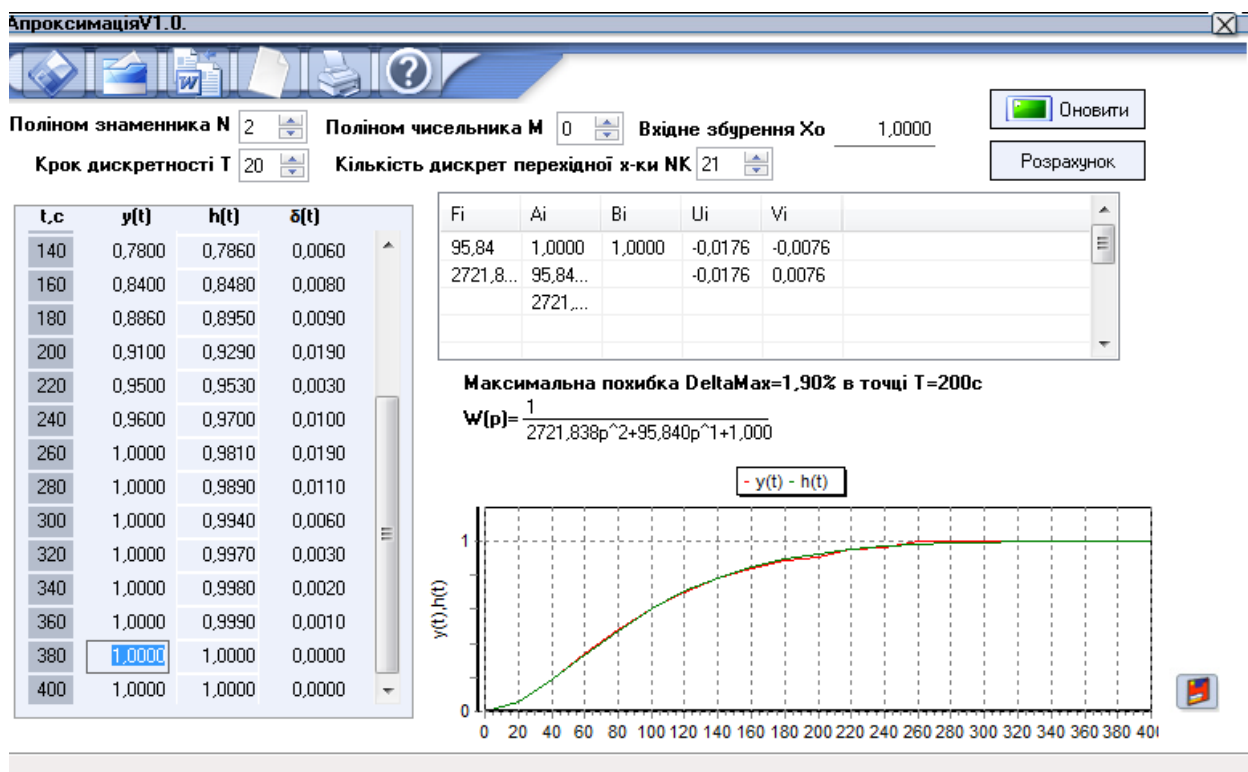 АпроксимаціяV1.0.
Поліном знаменника N 2 Поліном чисельника M 0 Вхідне збурення Xo 1,0000 Оновити
Крок дискретності T 20 Кількість дискрет перехідної х-ки NK 21 Розрахунок
t,c y(t) h(t) δ(t)
140 0,7800 0,7860 0,0060
160 0,8400 0,8480 0,0080
180 0,8860 0,8950 0,0090
200 0,9100 0,9290 0,0190
220 0,9500 0,9530 0,0030
240 0,9600 0,9700 0,0100
260 1,0000 0,9810 0,0190
280 1,0000 0,9890 0,0110
300 1,0000 0,9940 0,0060
320 1,0000 0,9970 0,0030
340 1,0000 0,9980 0,0020
360 1,0000 0,9990 0,0010
380 1,0000 1,0000 0,0000
400 1,0000 1,0000 0,0000
Fi Ai Bi Ui Vi
95,84 1,0000 1,0000 -0,0176 -0,0076
2721,8... 95,84... -0,0176 0,0076
2721,...
Максимальна похибка DeltaMax=1,90% в точці T=200c
W(p)= 1
2721,838p^2+95,840p^1+1,000
- y(t) - h(t)
y(t),h(t)
1
0
0 20 40 60 80 100 120 140 160 180 200 220 240 260 280 300 320 340 360 380 40